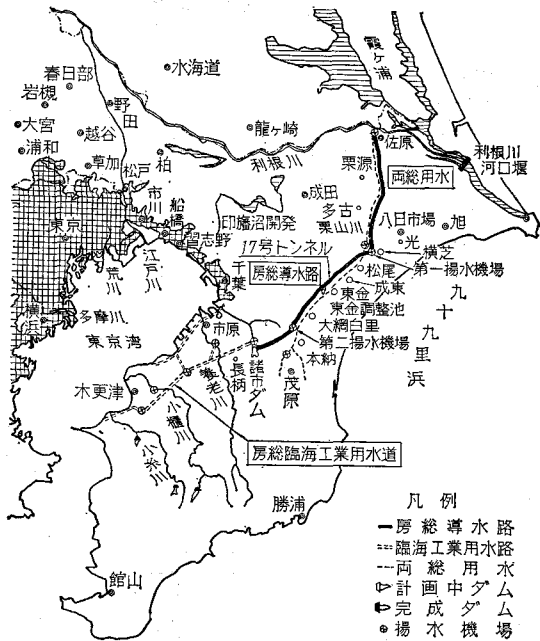 霞ヶ浦
水海道
春日部
岩槻
野田
大宮
越谷
浦和
草加
松戸
柏
龍ヶ崎
利根川
佐原
利根川
河口堰
栗源
両総用水
成田
印旛沼開発
多古
栗山川
八日市場
旭
光
横芝
第一揚水機場
17号トンネル
市川
船橋
習志野
東京
荒川
江戸川
千葉
房総導水路
松尾
成東
東金
東金調整池
大網白里
第二揚水機場
本納
茂原
九十九里浜
横浜
多摩川
東京湾
市原
養老川
長柄
諸市ダム
木更津
小櫃川
小糸川
房総臨海工業用水道
勝浦
館山
凡例
房総導水路
臨海工業用水路
両総用水
計画中ダム
完成ダム
揚水機場